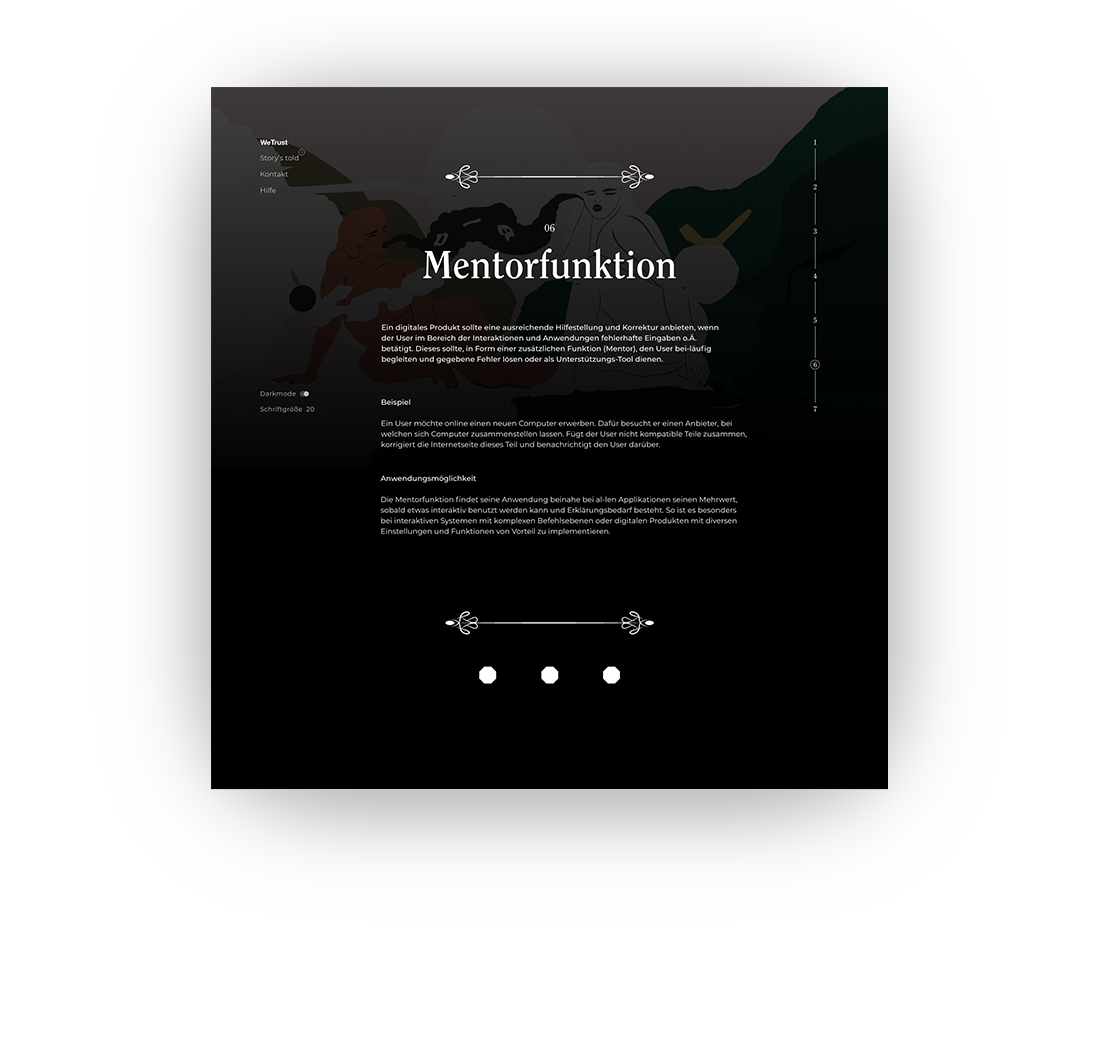 WeTrust
Story's told
Kontakt
Hilfe
06
Mentorfunktion
Ein digitales Produkt sollte eine ausreichende Hilfestellung und Korrektur anbieten, wenn
der User im Bereich der Interaktionen und Anwendungen fehlerhafte Eingaben o.Ä.
betätigt. Dieses sollte, in Form einer zusätzlichen Funktion (Mentor), den User bei-läufig
begleiten und gegebene Fehler lösen oder als Unterstützungs-Tool dienen.
Darkmode
Schriftgröße 20
Beispiel
Ein User möchte online einen neuen Computer erwerben. Dafür besucht er einen Anbieter, bei
welchen sich Computer zusammenstellen lassen. Fügt der User nicht kompatible Teile zusammen,
korrigiert die Internetseite dieses Teil und benachrichtigt den User darüber.
Anwendungsmöglichkeit
Die Mentorfunktion findet seine Anwendung beinahe bei al-len Applikationen seinen Mehrwert,
sobald etwas interaktiv benutzt werden kann und Erklärungsbedarf besteht. So ist es besonders
bei interaktiven Systemen mit komplexen Befehlsebenen oder digitalen Produkten mit diversen
Einstellungen und Funktionen von Vorteil zu implementieren.
1
2
3
4
5
6
7